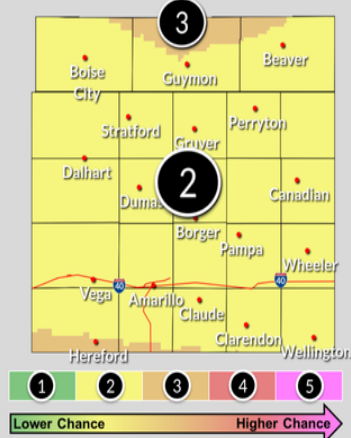 3
Boise
City
Guymon
Beaver
Stratford
Gruver
Perryton
Dalhart
Dumas
2
Canadian
Borger
Pampa
Wheeler
Vega
40
Amarillo
40
Claude
Clarendon
Hereford
Wellington
1 2 3 4 5
Lower Chance Higher Chance